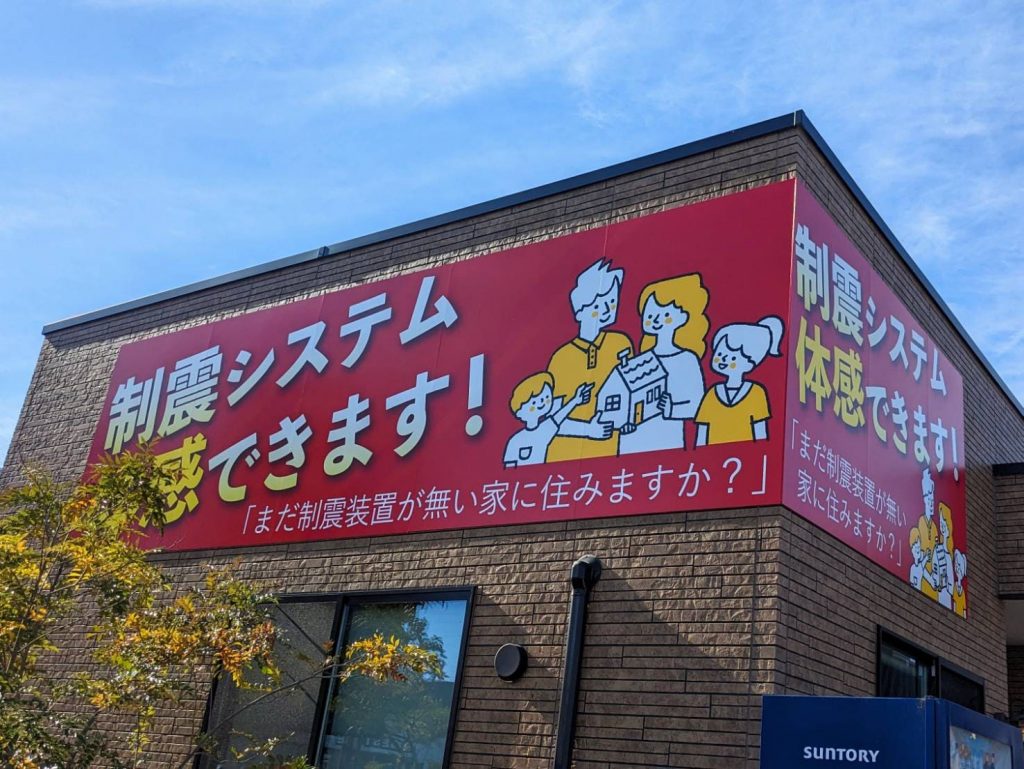 制震システム
体感できます！
「まだ制震装置が無い家に住みますか？」
制震システム
体感できます！
「まだ制震装置が無い
家に住みますか？」
SUNTORY